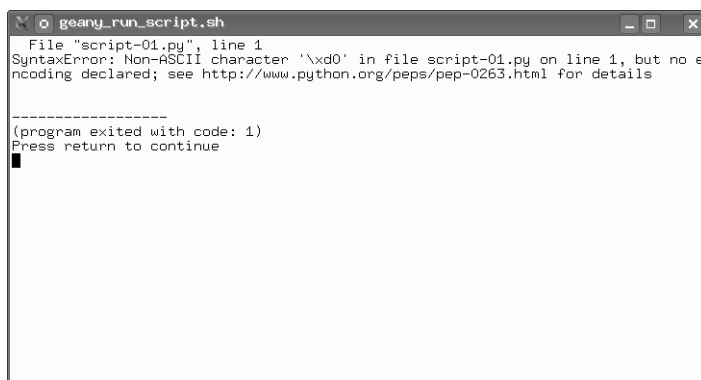 geany_run_script.sh
File "script-01.py", line 1
SyntaxError: Non-ASCII character '\xd0' in file script-01.py on line 1, but no e
ncoding declared; see http://www.python.org/peps/pep-0263.html for details
------------------
(program exited with code: 1)
Press return to continue